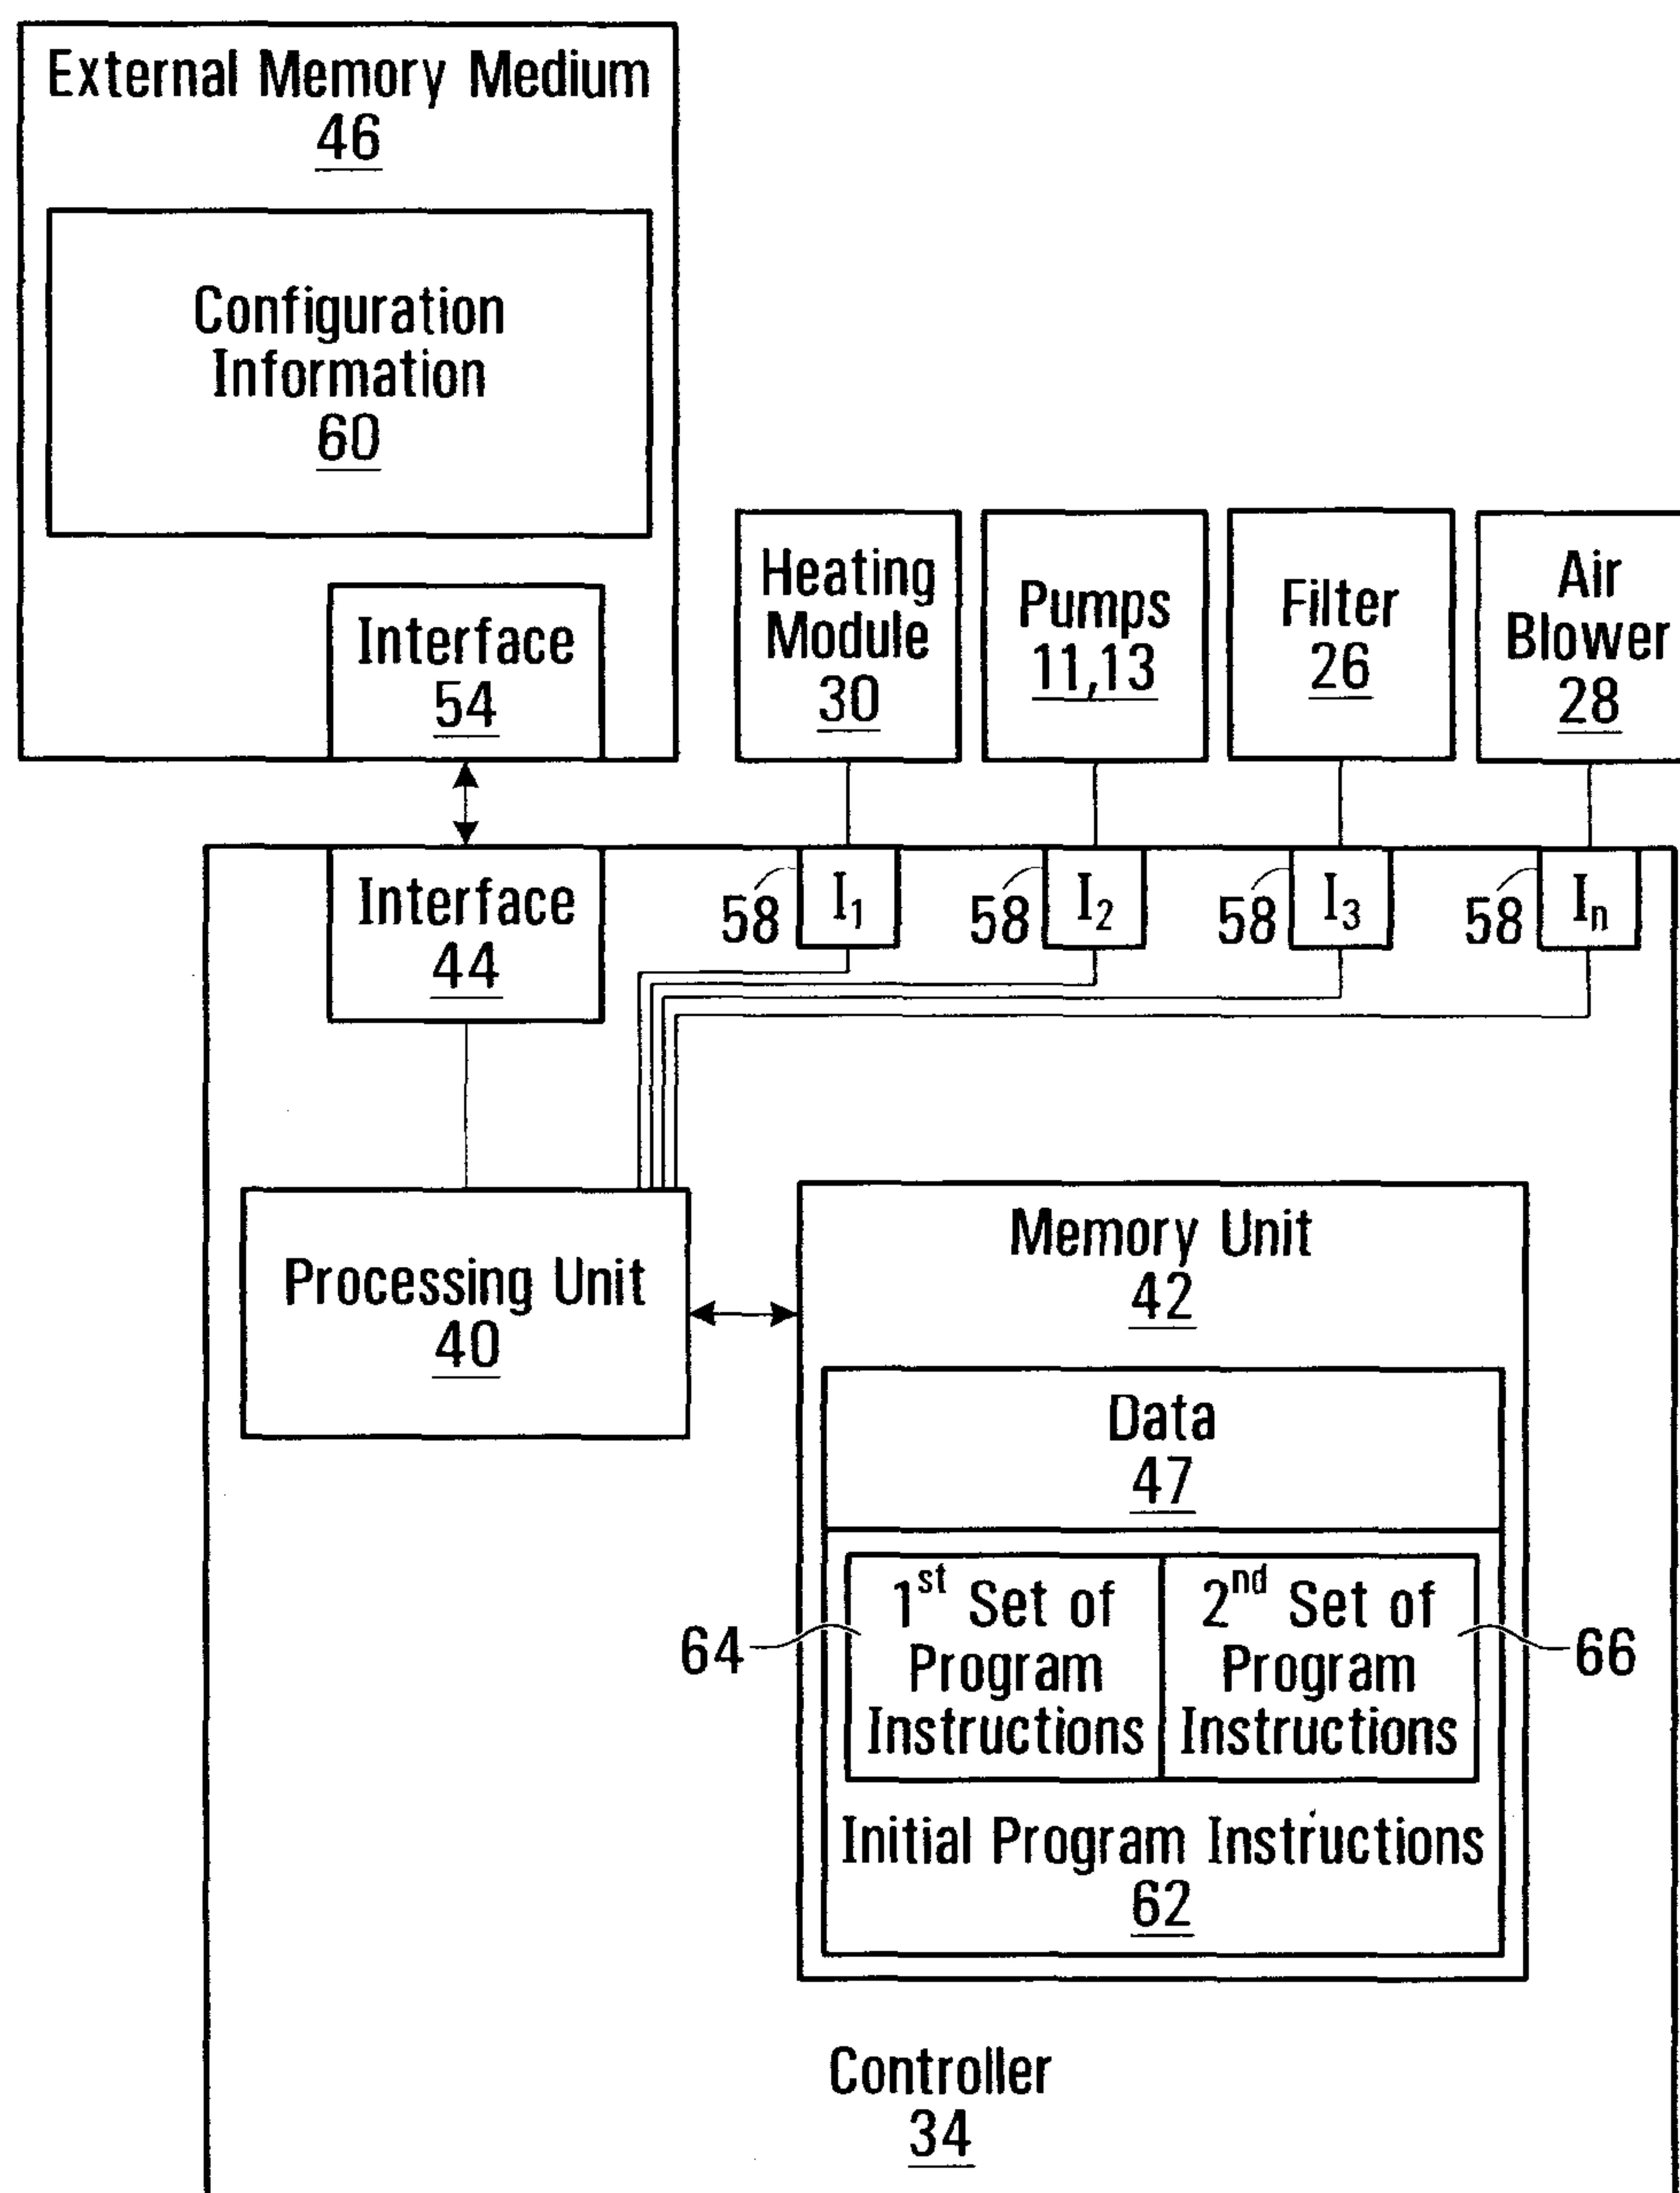 External Memory Medium
46
Configuration
Information
60
Interface
54
Heating
Module
30
Pumps
11,13
Filter
26
Air
Blower
28
Interface
44
58
I1
58
I2
58
I3
58
In
Processing Unit
40
Memory Unit
42
Data
47
64
1st Set of
Program
Instructions
2nd Set of
Program
Instructions
66
Initial Program Instructions
62
Controller
34